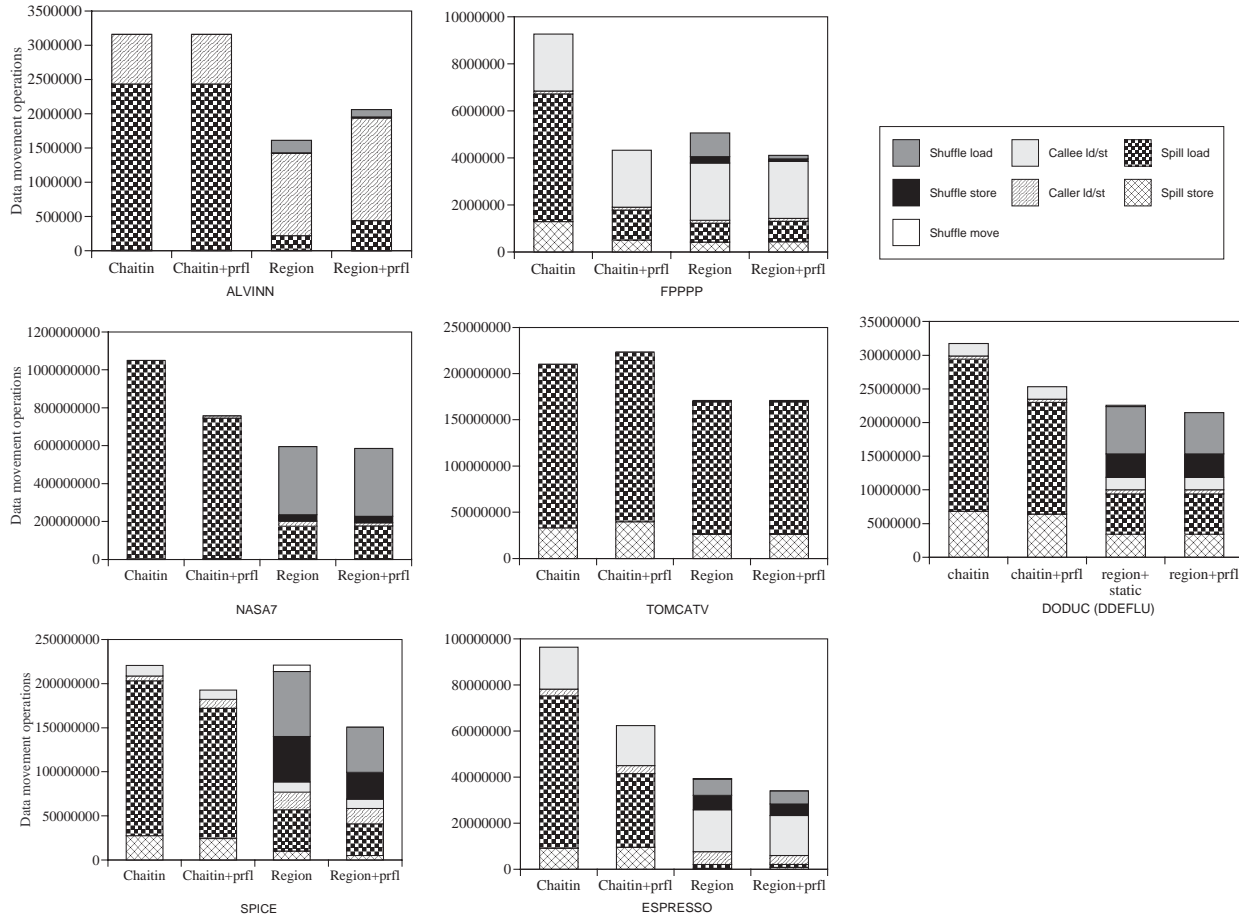 Data movement operations
3500000
3000000
2500000
2000000
1500000
1000000
500000
0
Chaitin Chaitin+prfl Region Region+prfl
ALVINN
10000000
8000000
6000000
4000000
2000000
0
Chaitin Chaitin+prfl Region Region+prfl
FPPPP
Shuffle load Callee ld/st Spill load
Shuffle store Caller ld/st Spill store
Shuffle move
Data movement operations
1200000000
1000000000
800000000
600000000
400000000
200000000
0
Chaitin Chaitin+prfl Region Region+prfl
NASA7
250000000
200000000
150000000
100000000
50000000
0
Chaitin Chaitin+prfl Region Region+prfl
TOMCATV
35000000
30000000
25000000
20000000
15000000
10000000
5000000
0
chaitin chaitin+prfl region+ region+prfl
static
DODUC (DDEFLU)
Data movement operations
250000000
200000000
150000000
100000000
50000000
0
Chaitin Chaitin+prfl Region Region+prfl
SPICE
100000000
80000000
60000000
40000000
20000000
0
Chaitin Chaitin+prfl Region Region+prfl
ESPRESSO